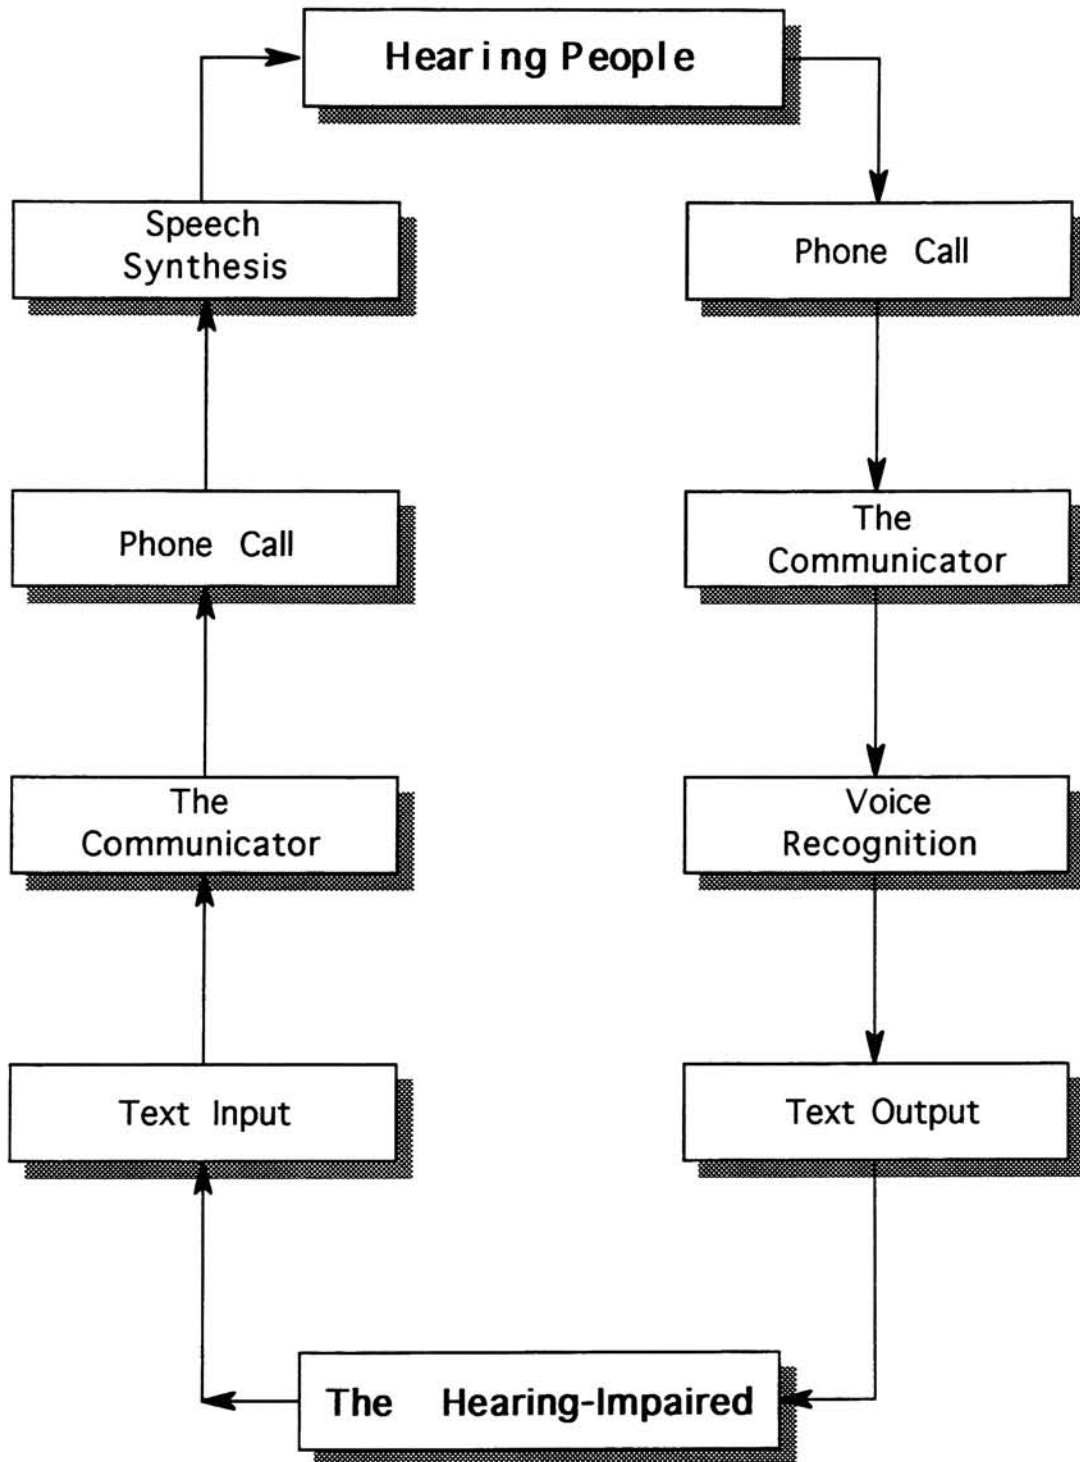 Hearing People
Speech
Synthesis
Phone Call
Phone Call
The
Communicator
The
Communicator
Voice
Recognition
Text Input
Text Output
The Hearing-Impaired